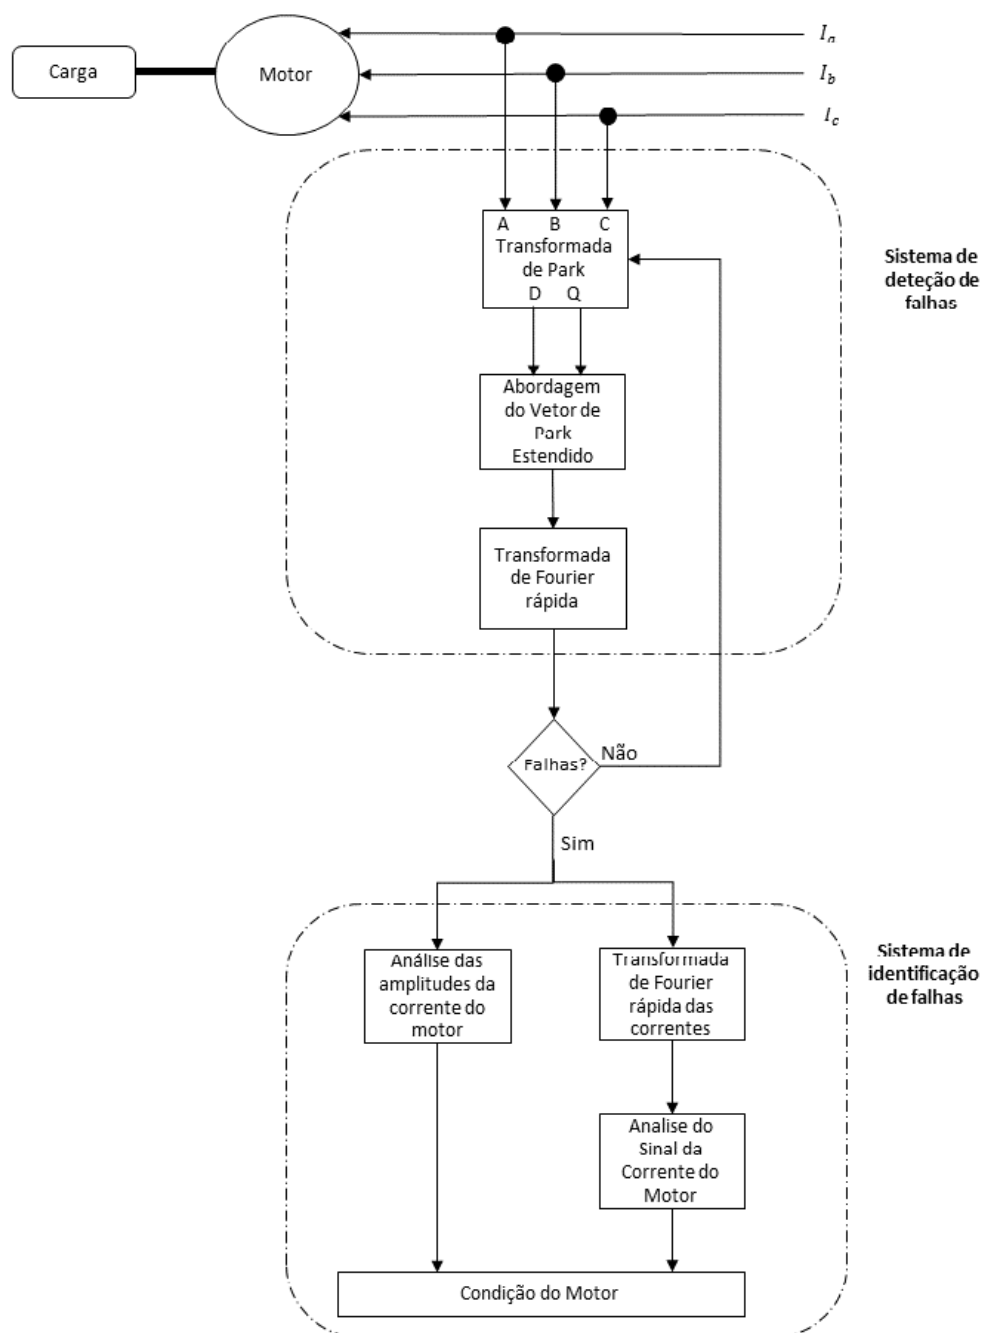 I_a
Carga
Motor
I_b
I_c
A B C
Transformada
de Park
D Q
Sistema de
deteção de
falhas
Abordagem
do Vetor de
Park
Estendido
Transformada
de Fourier
rápida
Falhas?
Não
Sim
Análise das
amplitudes da
corrente do
motor
Transformada
de Fourier
rápida das
correntes
Sistema de
identificação
de falhas
Analise do
Sinal da
Corrente do
Motor
Condição do Motor